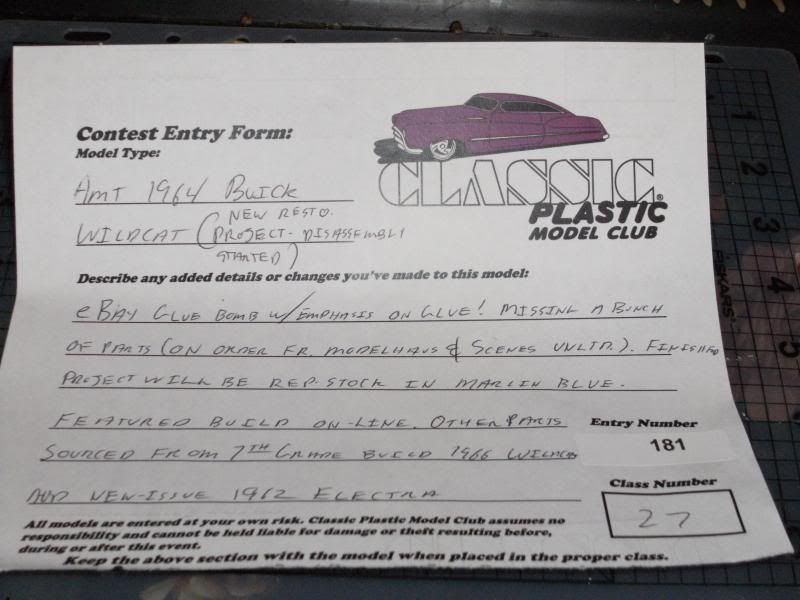 Contest Entry Form:
Model Type:
CLASSIC®
PLASTIC
MODEL CLUB
AMT 1964 BUICK
WILDCAT (NEW RESTO.
PROJECT - DISASSEMBLY
STARTED)
Describe any added details or changes you've made to this model:
eBAY GLUE BOMB W/EMPHASIS ON GLUE! MISSING A BUNCH
OF PARTS (ON ORDER FR. MODELHAUS & SCENES UNLTD.). FINISHED
PROJECT WILL BE REP. STOCK IN MARLIN BLUE.
FEATURED BUILD ON-LINE. OTHER PARTS
SOURCED FROM 7TH GRADE BUILD 1966 WILDCAT
AND NEW-ISSUE 1962 ELECTRA
Entry Number
181
Class Number
27
All models are entered at your own risk. Classic Plastic Model Club assumes no
responsibility and cannot be held liable for damage or theft resulting before,
during or after this event.
Keep the above section with the model when placed in the proper class.
1
2
3
4
5
FISKARS